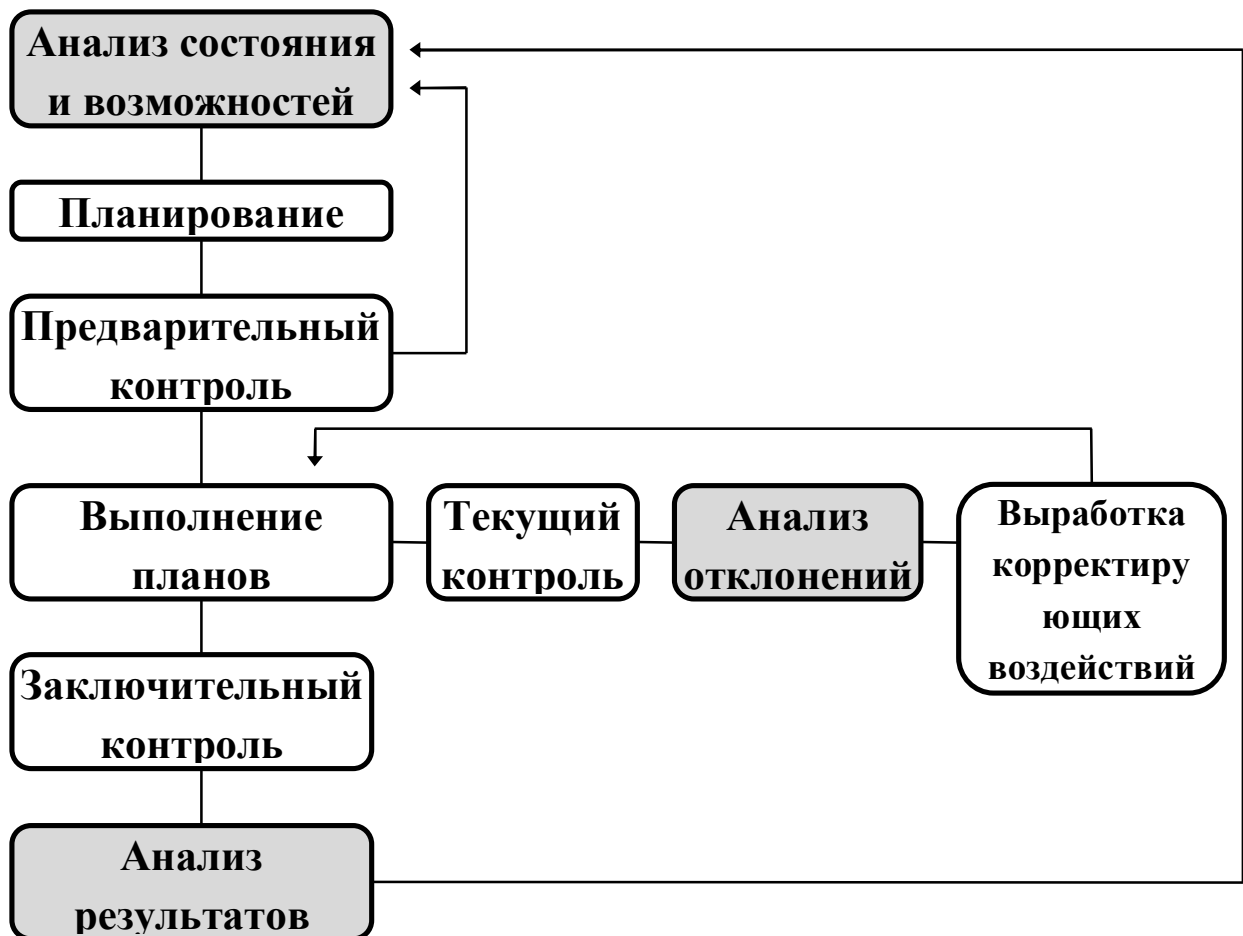 Анализ состояния
и возможностей
Планирование
Предварительный
контроль
Выполнение
планов
Текущий
контроль
Анализ
отклонений
Выработка
корректиру
ющих
воздействий
Заключительный
контроль
Анализ
результатов